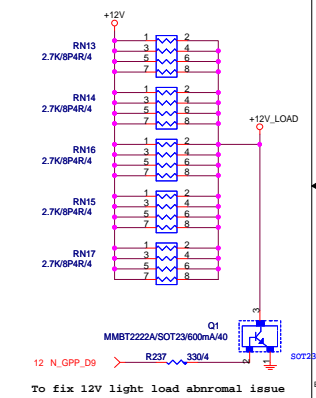 +12V
RN13
2.7K/8P4R/4
1 2
3 4
5 6
7 8
RN14
2.7K/8P4R/4
1 2
3 4
5 6
7 8
+12V_LOAD
RN16
2.7K/8P4R/4
1 2
3 4
5 6
7 8
RN15
2.7K/8P4R/4
1 2
3 4
5 6
7 8
RN17
2.7K/8P4R/4
1 2
3 4
5 6
7 8
3
Q1
MMBT2222A/SOT23/600mA/40
SOT23
2 1
12 N_GPP_D9
R237 330/4
To fix 12V light load abnromal issue